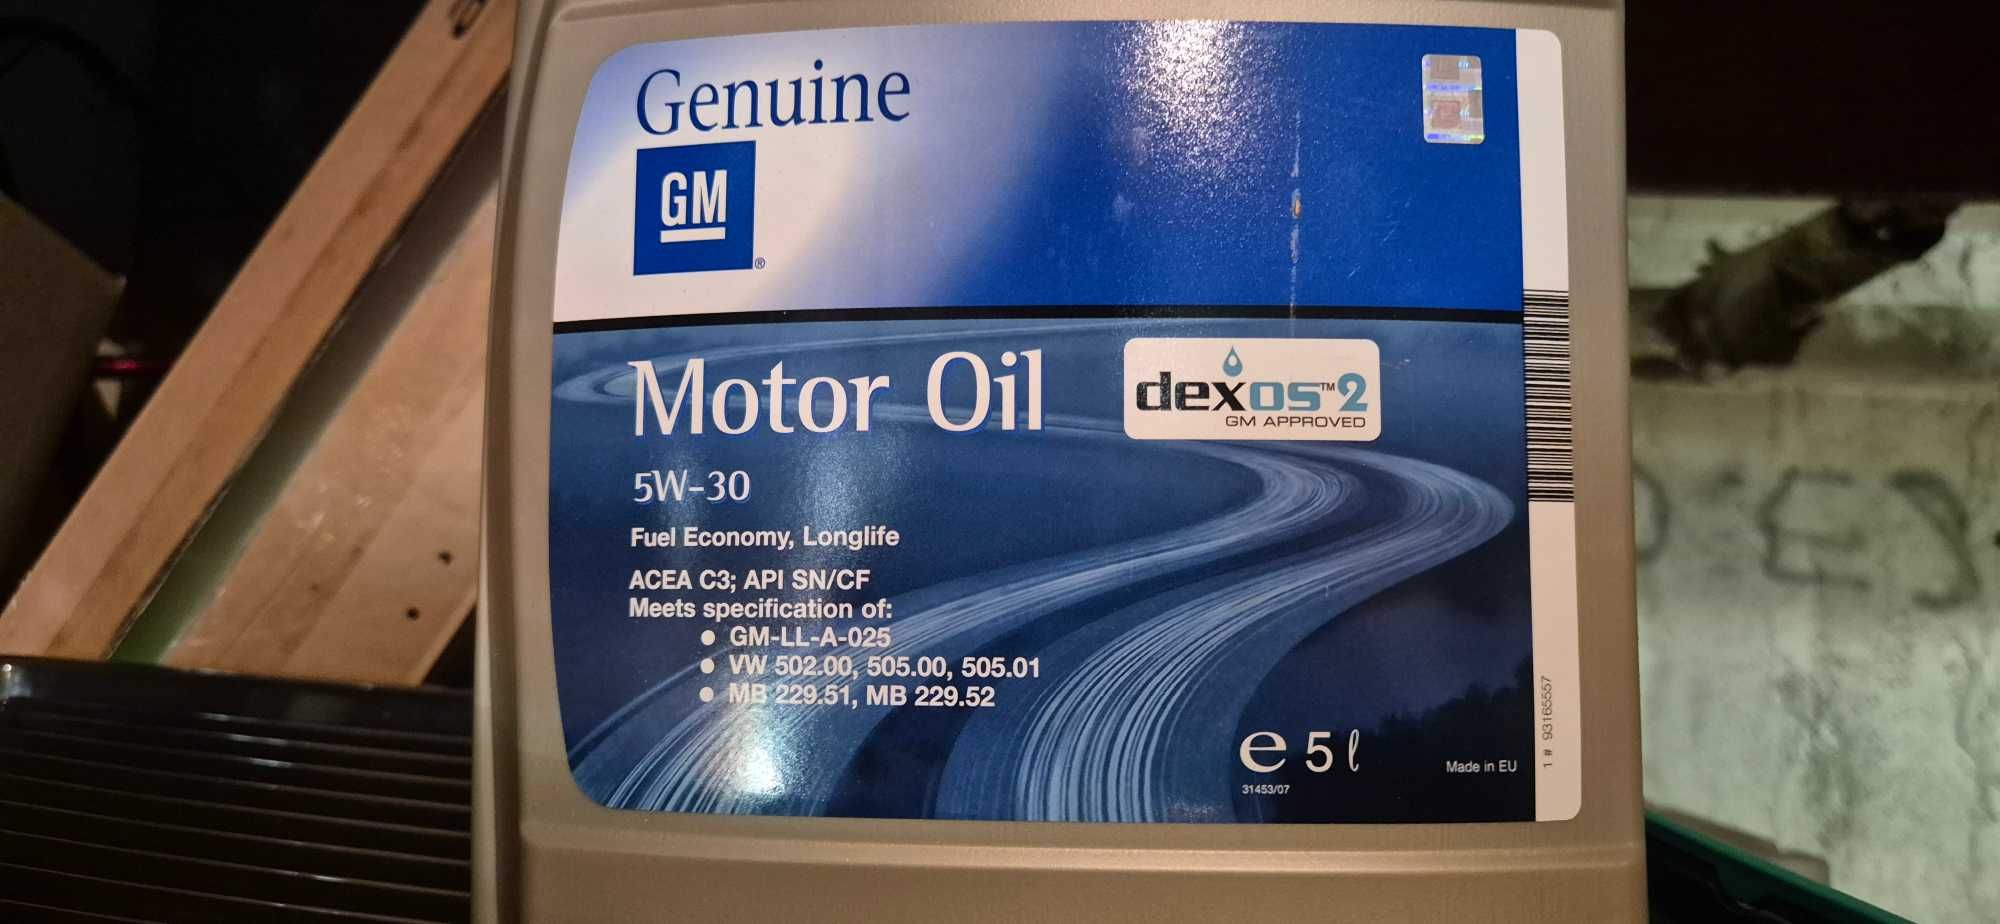 Genuine
GM
®
Motor Oil
dexos™2
GM APPROVED
5W-30
Fuel Economy, Longlife
ACEA C3; API SN/CF
Meets specification of:
● GM-LL-A-025
● VW 502.00, 505.00, 505.01
● MB 229.51, MB 229.52
e 5 ℓ
31453/07
Made in EU
1 # 93165557